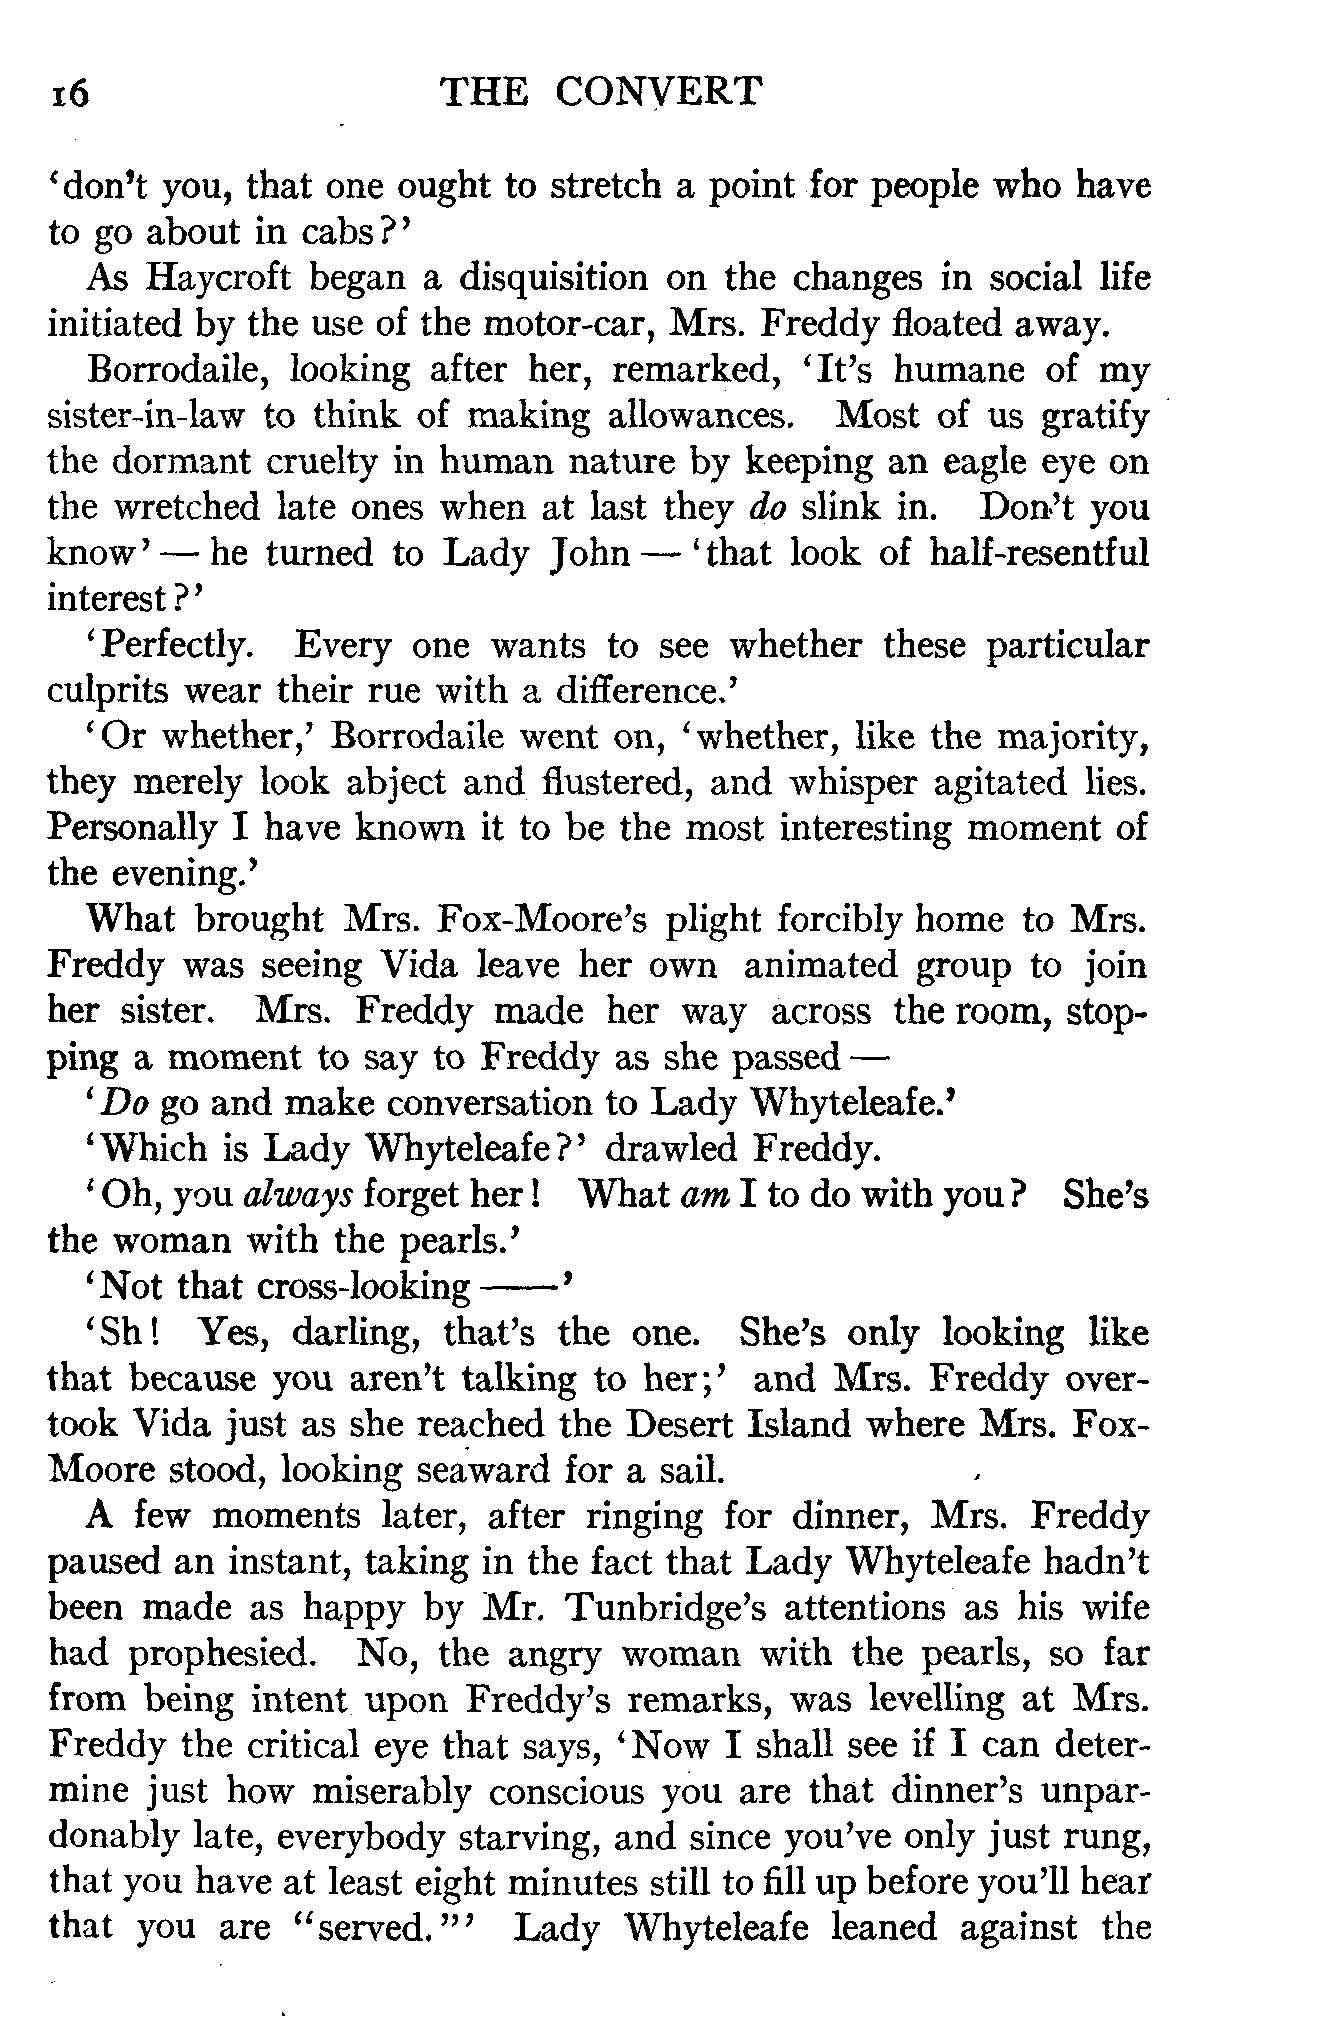 16 THE CONVERT
‘don't you, that one ought to stretch a point for people who have
to go about in cabs?’
As Haycroft began a disquisition on the changes in social life
initiated by the use of the motor-car, Mrs. Freddy floated away.
Borrodaile, looking after her, remarked, ‘It's humane of my
sister-in-law to think of making allowances. Most of us gratify
the dormant cruelty in human nature by keeping an eagle eye on
the wretched late ones when at last they do slink in. Don't you
know’ — he turned to Lady John — ‘that look of half-resentful
interest?’
‘Perfectly. Every one wants to see whether these particular
culprits wear their rue with a difference.’
‘Or whether,’ Borrodaile went on, ‘whether, like the majority,
they merely look abject and flustered, and whisper agitated lies.
Personally I have known it to be the most interesting moment of
the evening.’
What brought Mrs. Fox-Moore's plight forcibly home to Mrs.
Freddy was seeing Vida leave her own animated group to join
her sister. Mrs. Freddy made her way across the room, stop-
ping a moment to say to Freddy as she passed —
‘Do go and make conversation to Lady Whyteleafe.’
‘Which is Lady Whyteleafe?’ drawled Freddy.
‘Oh, you always forget her! What am I to do with you? She's
the woman with the pearls.’
‘Not that cross-looking ——’
‘Sh! Yes, darling, that's the one. She's only looking like
that because you aren't talking to her;’ and Mrs. Freddy over-
took Vida just as she reached the Desert Island where Mrs. Fox-
Moore stood, looking seaward for a sail.
A few moments later, after ringing for dinner, Mrs. Freddy
paused an instant, taking in the fact that Lady Whyteleafe hadn't
been made as happy by Mr. Tunbridge's attentions as his wife
had prophesied. No, the angry woman with the pearls, so far
from being intent upon Freddy's remarks, was levelling at Mrs.
Freddy the critical eye that says, ‘Now I shall see if I can deter-
mine just how miserably conscious you are that dinner's unpar-
donably late, everybody starving, and since you've only just rung,
that you have at least eight minutes still to fill up before you'll hear
that you are “served.”’ Lady Whyteleafe leaned against the